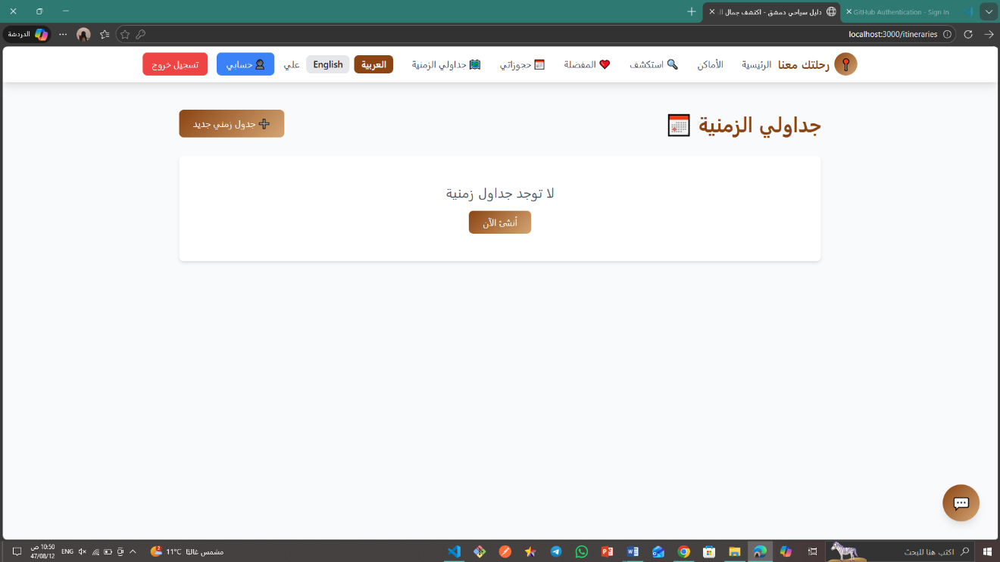 GitHub Authentication - Sign In
دليل سياحي دمشق - اكتشف جمال ال
localhost:3000/itineraries
الدردشة
رحلتك معنا
الرئيسية
الأماكن
استكشف
المفضلة
حجوزاتي
جداولي الزمنية
العربية
English
علي
حسابي
تسجيل خروج
جداولي الزمنية
جدول زمني جديد
لا توجد جداول زمنية
أنشئ الآن
اكتب هنا للبحث
2
11°C مشمس غالبًا
ENG
10:50 ص
47/08/12